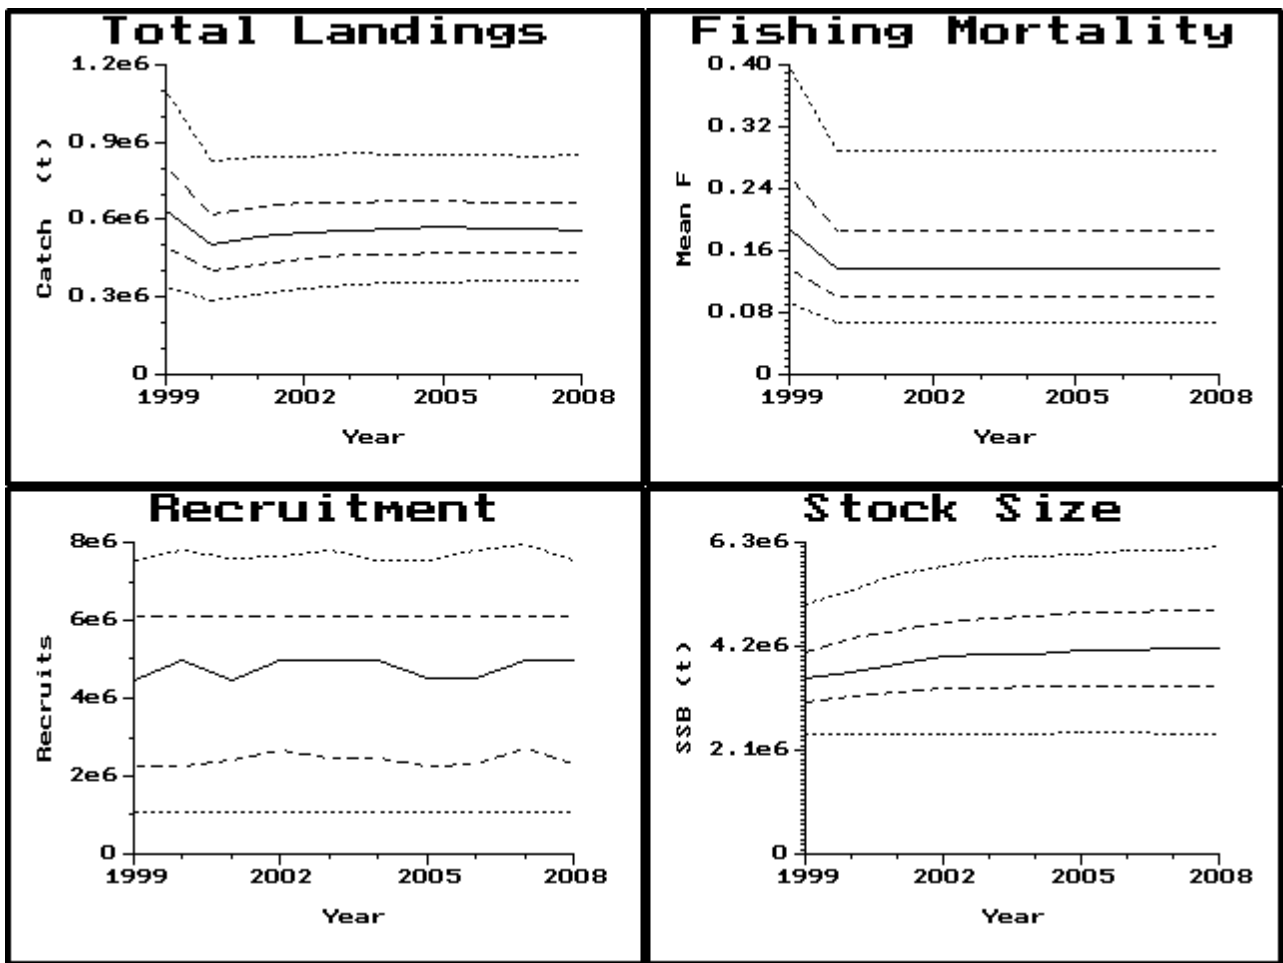 Total Landings
1.2e6
0.9e6
0.6e6
0.3e6
0
Catch (t)
1999 2002 2005 2008
Year
Fishing Mortality
0.40
0.32
0.24
0.16
0.08
0
Mean F
1999 2002 2005 2008
Year
Recruitment
8e6
6e6
4e6
2e6
0
Recruits
1999 2002 2005 2008
Year
Stock Size
6.3e6
4.2e6
2.1e6
0
SSB (t)
1999 2002 2005 2008
Year